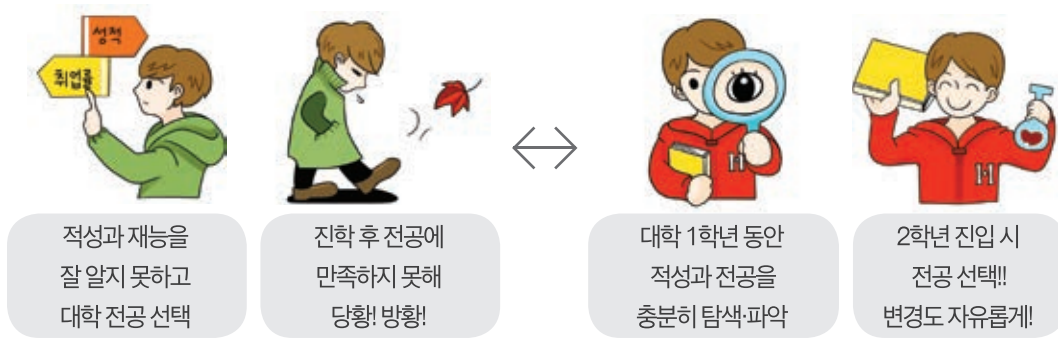 성적
취업률
적성과 재능을
잘 알지 못하고
대학 전공 선택
진학 후 전공에
만족하지 못해
당황! 방황!
대학 1학년 동안
적성과 전공을
충분히 탐색·파악
2학년 진입 시
전공 선택!!
변경도 자유롭게!